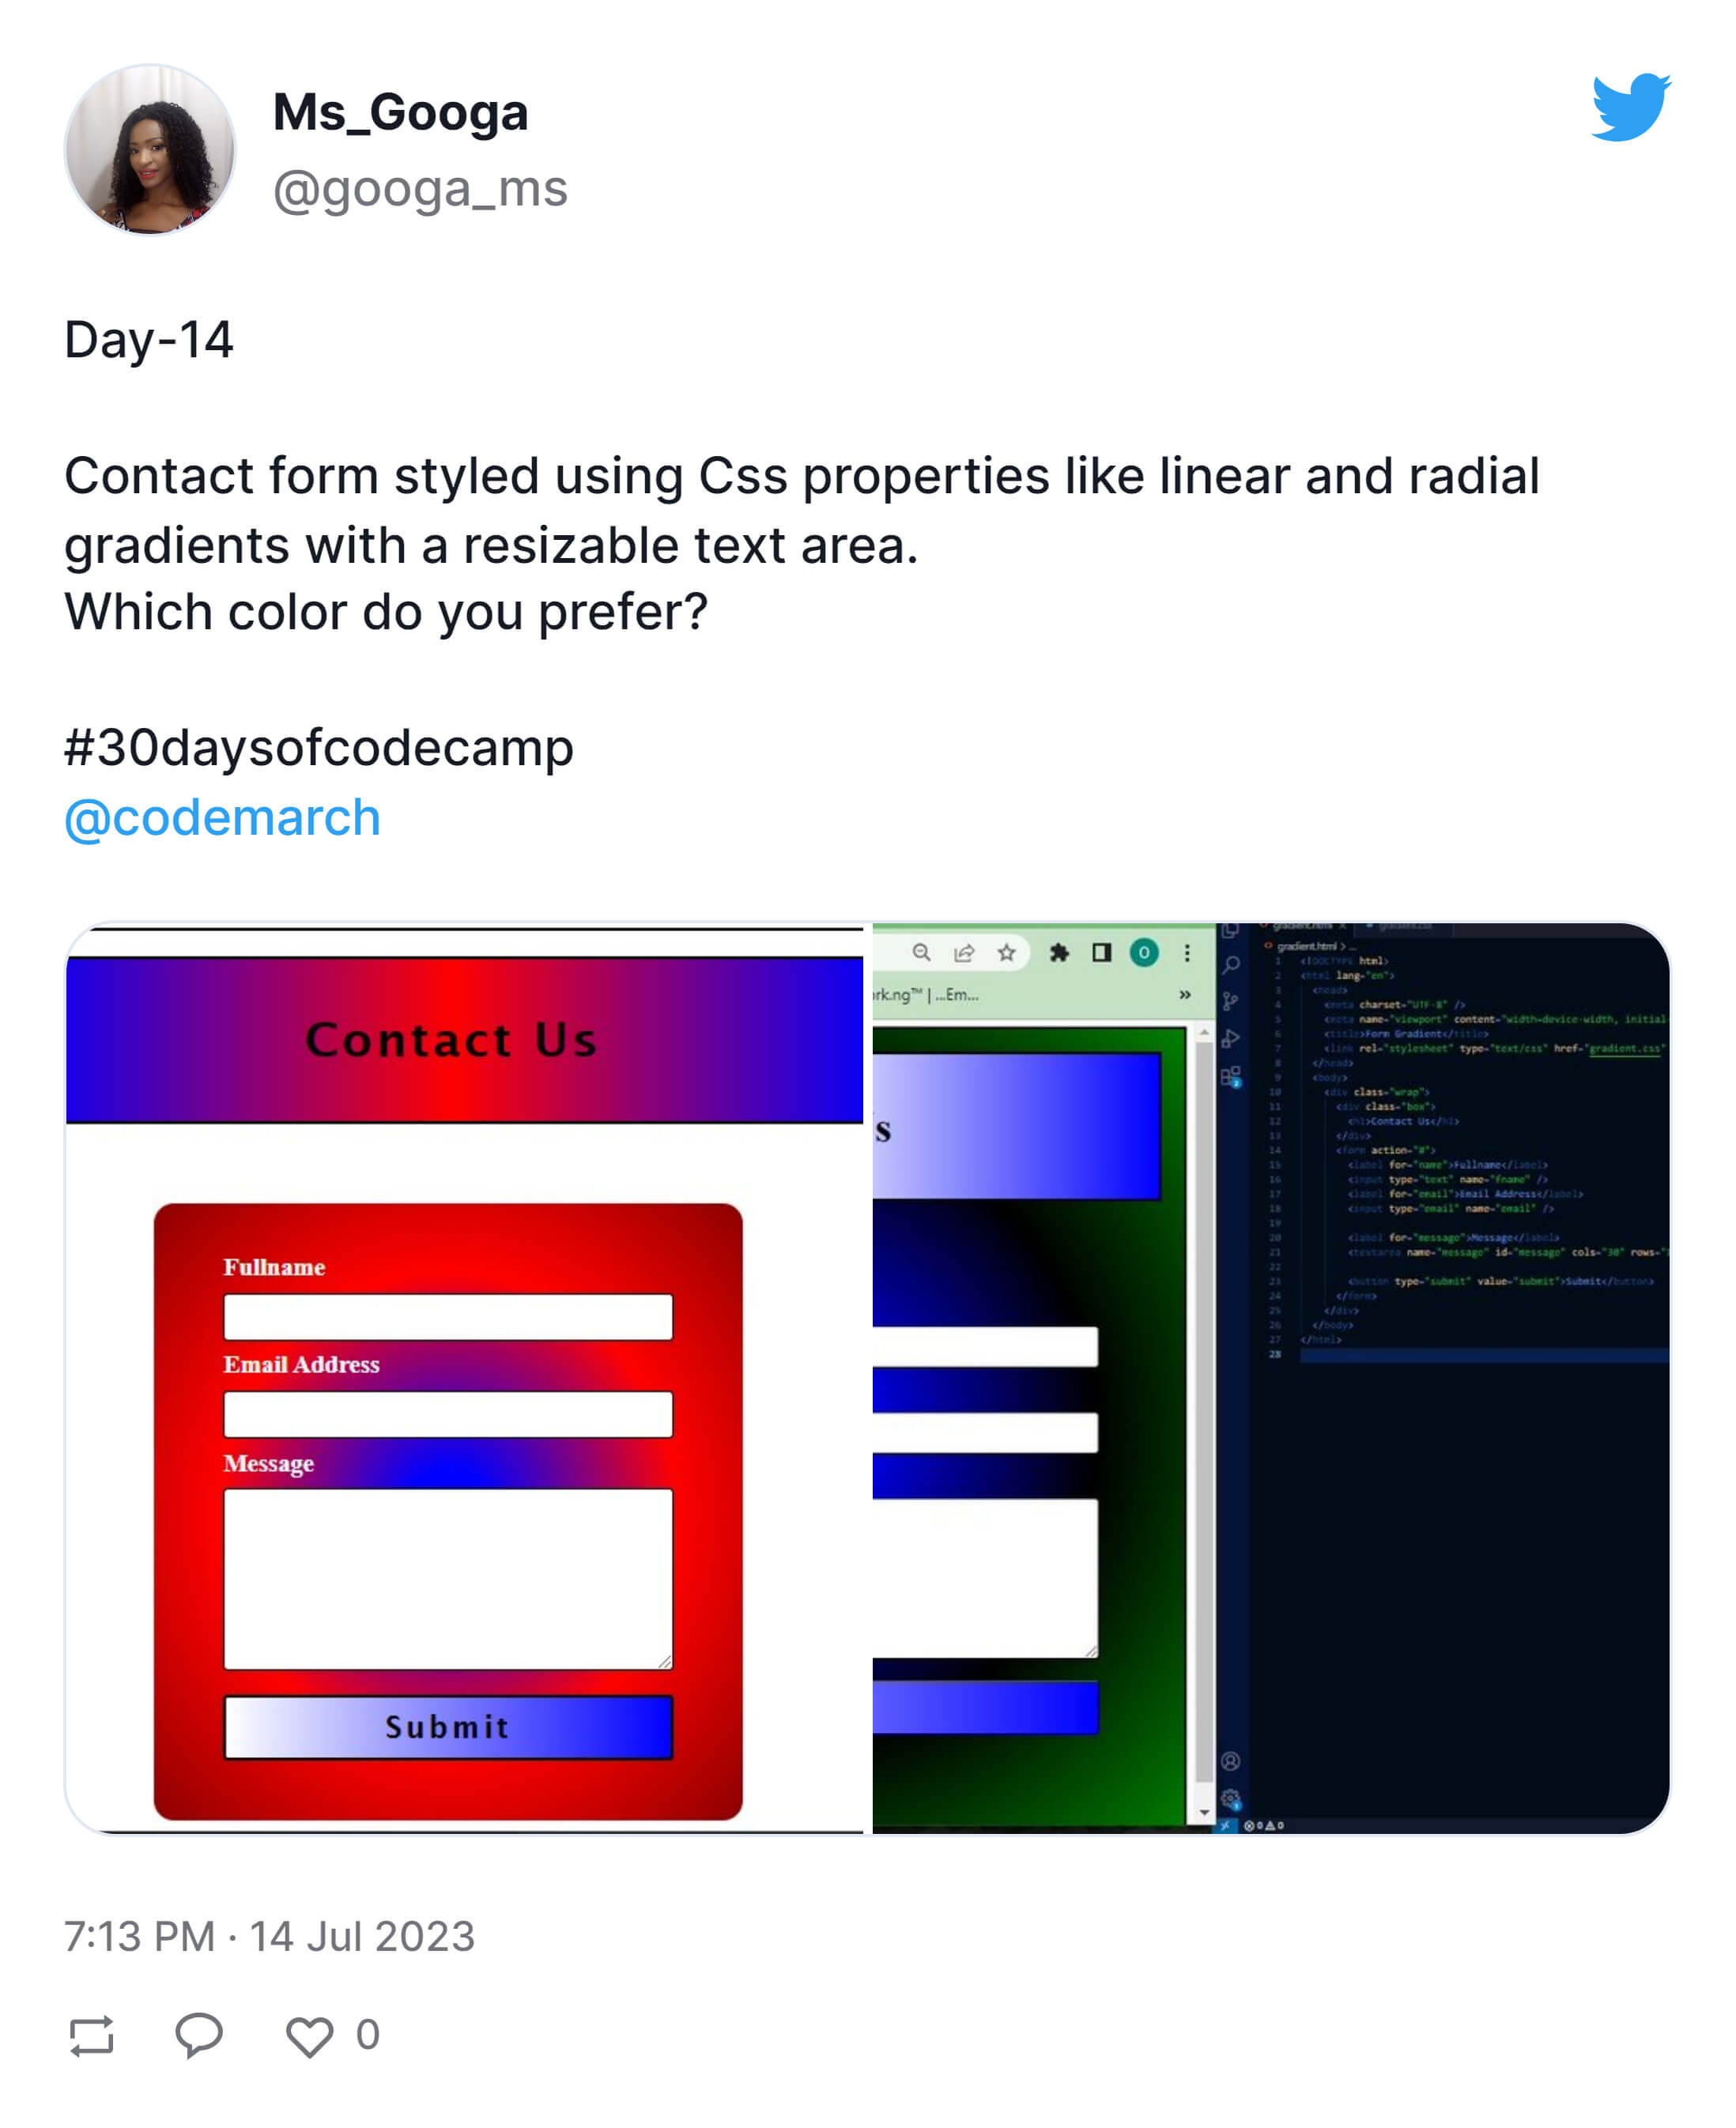 Ms_Googa
@googa_ms
Day-14
Contact form styled using Css properties like linear and radial
gradients with a resizable text area.
Which color do you prefer?
#30daysofcodecamp
@codemarch
Contact Us
Fullname
Email Address
Message
Submit
O
ork.ng™ | ...Em...
»
s
gradient.html X gradient.css
gradient.html > ...
1 <!DOCTYPE html>
2 <html lang="en">
3 <head>
4 <meta charset="UTF-8" />
5 <meta name="viewport" content="width=device-width, initial-
6 <title>Form Gradient</title>
7 <link rel="stylesheet" type="text/css" href="gradient.css"
8 </head>
9 <body>
10 <div class="wrap">
11 <div class="box">
12 <h1>Contact Us</h1>
13 </div>
14 <form action="#">
15 <label for="name">Fullname</label>
16 <input type="text" name="fname" />
17 <label for="email">Email Address</label>
18 <input type="email" name="email" />
19
20 <label for="message">Message</label>
21 <textarea name="message" id="message" cols="30" rows="
22
23 <button type="submit" value="submit">Submit</button>
24 </form>
25 </div>
26 </body>
27 </html>
28
0 0
7:13 PM · 14 Jul 2023
0